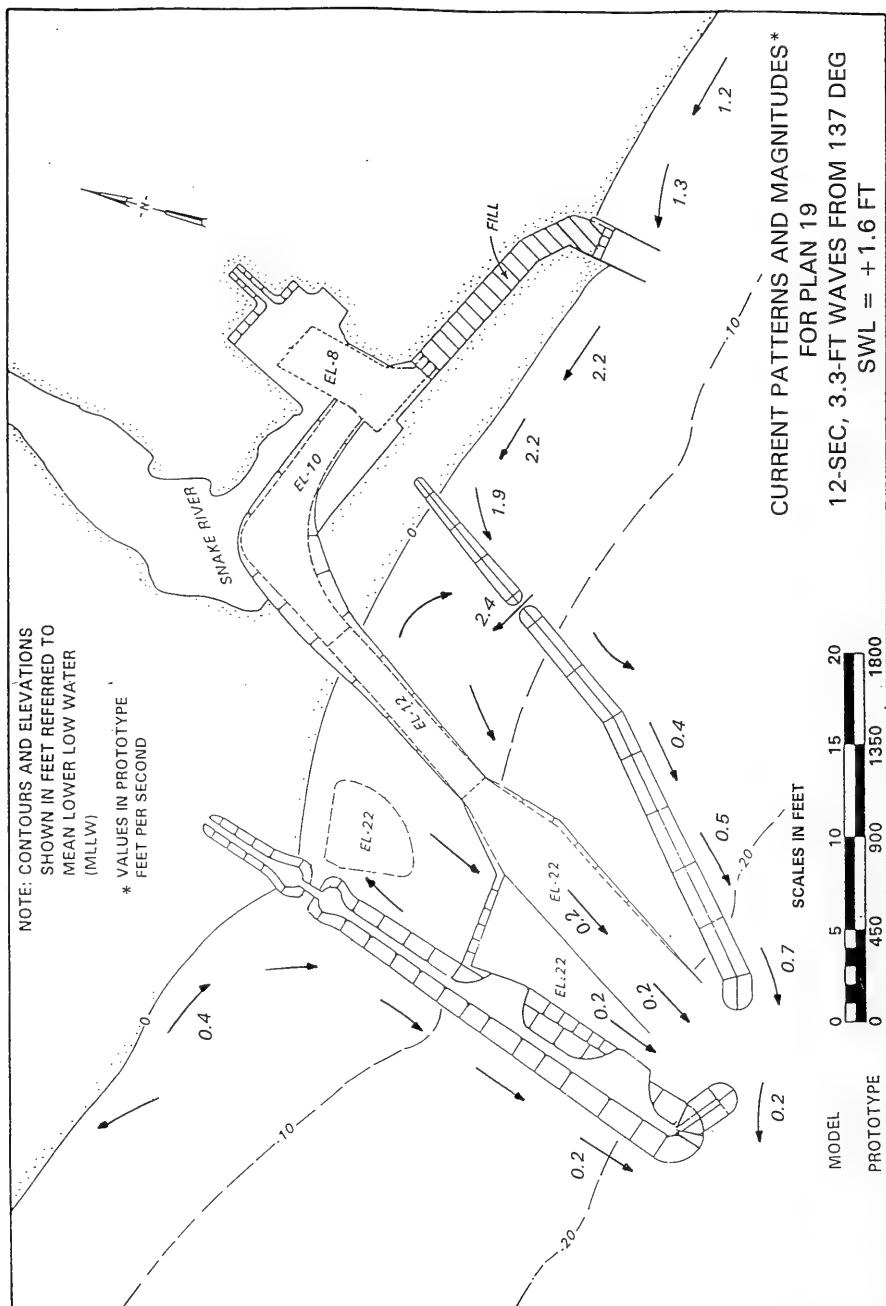 NOTE: CONTOURS AND ELEVATIONS
SHOWN IN FEET REFERRED TO
MEAN LOWER LOW WATER
(MLLW)
* VALUES IN PROTOTYPE
FEET PER SECOND
-N-
SNAKE RIVER
EL-8
EL-10
FILL
EL-12
EL-22
EL-22
EL-22
0
0
-10
-10
-20
-20
0.4
1.2
1.3
2.2
2.2
1.9
2.4
0.4
0.5
0.7
0.2
0.2
0.2
0.2
0.2
CURRENT PATTERNS AND MAGNITUDES*
FOR PLAN 19
12-SEC, 3.3-FT WAVES FROM 137 DEG
SWL = +1.6 FT
SCALES IN FEET
MODEL 0 5 10 15 20
PROTOTYPE 0 450 900 1350 1800